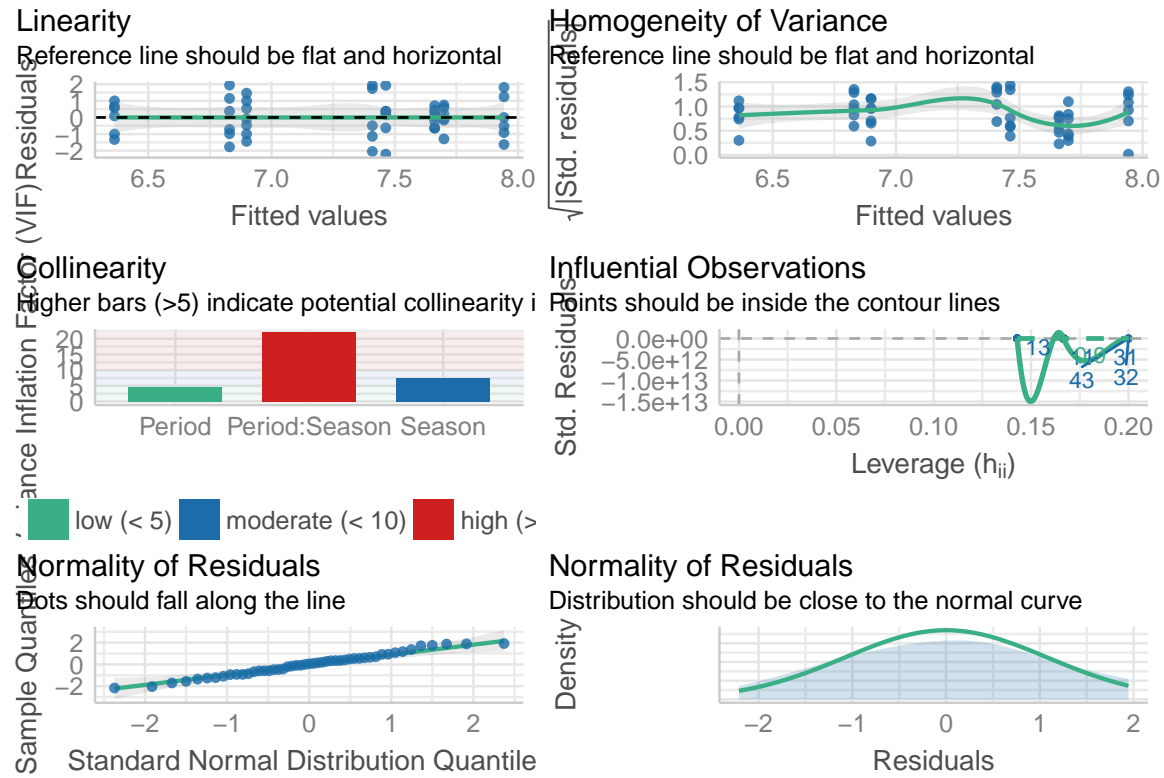 Linearity
Reference line should be flat and horizontal
Residuals
2
1
0
−1
−2
6.5 7.0 7.5 8.0
Fitted values
Homogeneity of Variance
Reference line should be flat and horizontal
√|Std. residuals|
1.5
1.0
0.5
0.0
6.5 7.0 7.5 8.0
Fitted values
Collinearity
Higher bars (>5) indicate potential collinearity i
Variance Inflation Factor (VIF)
20
15
10
5
0
Period Period:Season Season
low (< 5) moderate (< 10) high (>
Influential Observations
Points should be inside the contour lines
Std. Residuals
0.0e+00
−5.0e+12
−1.0e+13
−1.5e+13
13
31
43
32
0.00 0.05 0.10 0.15 0.20
Leverage (hii)
Normality of Residuals
Dots should fall along the line
Sample Quantiles
2
0
−2
−2 −1 0 1 2
Standard Normal Distribution Quantile
Normality of Residuals
Distribution should be close to the normal curve
Density
−2 −1 0 1 2
Residuals